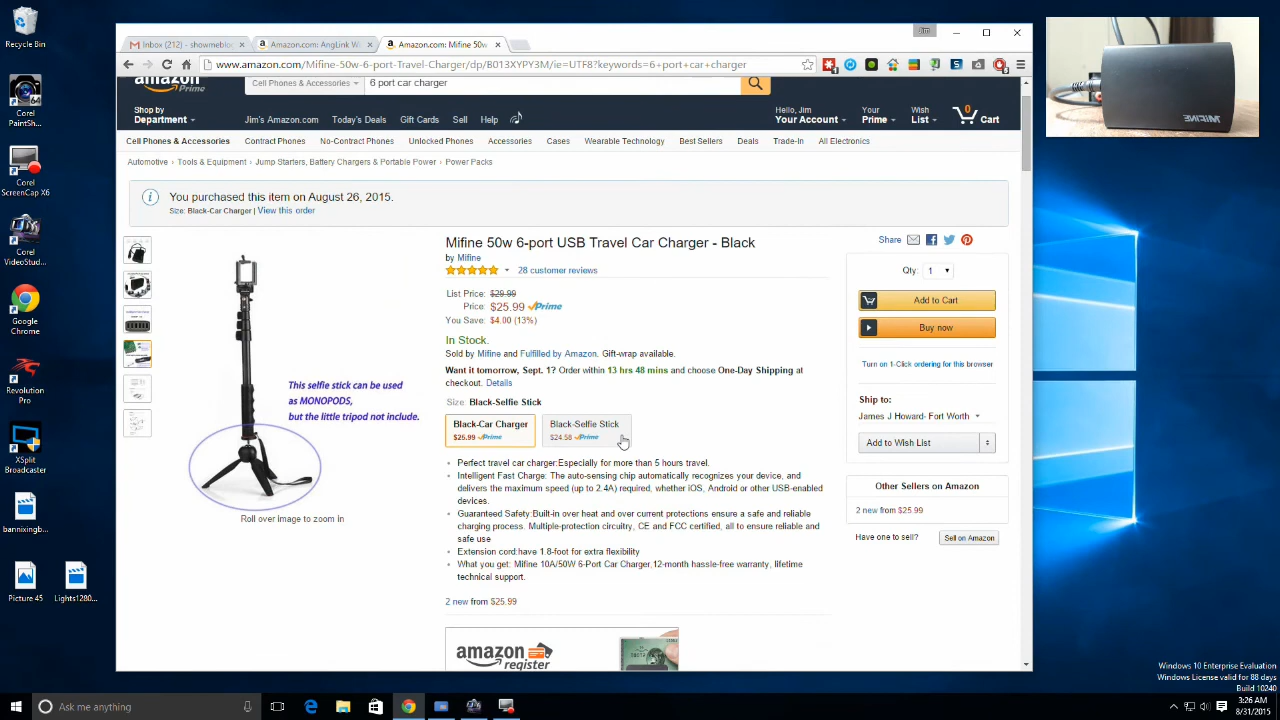 Recycle Bin
Corel
PaintSh...
Corel
ScreenCap X6
Corel
VideoStud...
Google
Chrome
Revolution
Pro
XSplit
Broadcaster
bannixingb...
Picture 45
Lights1280...
Jim
Inbox (212) - showmeblog
Amazon.com: AngLink Wi
Amazon.com: Mifine 50w
www.amazon.com/Mifine-50w-6-port-Travel-Charger/dp/B013XYPY3M/ie=UTF8?keywords=6+port+car+charger
amazon
Prime
Cell Phones & Accessories
6 port car charger
Shop by
Department
Jim's Amazon.com
Today's Deals
Gift Cards
Sell
Help
Hello, Jim
Your Account
Your
Prime
Wish
List
0
Cart
Cell Phones & Accessories
Contract Phones
No-Contract Phones
Unlocked Phones
Accessories
Cases
Wearable Technology
Best Sellers
Deals
Trade-in
All Electronics
Automotive › Tools & Equipment › Jump Starters, Battery Chargers & Portable Power › Power Packs
You purchased this item on August 26, 2015.
Size: Black-Car Charger | View this order
This selfie stick can be used
as MONOPODS,
but the little tripod not include.
Roll over image to zoom in
Mifine 50w 6-port USB Travel Car Charger - Black
by Mifine
28 customer reviews
List Price: $29.99
Price: $25.99 Prime
You Save: $4.00 (13%)
In Stock.
Sold by Mifine and Fulfilled by Amazon. Gift-wrap available.
Want it tomorrow, Sept. 1? Order within 13 hrs 48 mins and choose One-Day Shipping at
checkout. Details
Size: Black-Selfie Stick
Black-Car Charger
$25.99 Prime
Black-Selfie Stick
$24.58 Prime
• Perfect travel car charger:Especially for more than 5 hours travel.
• Intelligent Fast Charge: The auto-sensing chip automatically recognizes your device, and
delivers the maximum speed (up to 2.4A) required, whether iOS, Android or other USB-enabled
devices.
• Guaranteed Safety:Built-in over heat and over current protections ensure a safe and reliable
charging process. Multiple-protection circuitry, CE and FCC certified, all to ensure reliable and
safe use
• Extension cord:have 1.8-foot for extra flexibility
• What you get: Mifine 10A/50W 6-Port Car Charger,12-month hassle-free warranty, lifetime
technical support.
2 new from $25.99
amazon
register
Share
Qty: 1
Add to Cart
Buy now
Turn on 1-Click ordering for this browser
Ship to:
James J Howard- Fort Worth
Add to Wish List
Other Sellers on Amazon
2 new from $25.99
Have one to sell?
Sell on Amazon
MIFINE
Windows 10 Enterprise Evaluation
Windows License valid for 88 days
Build 10240
Ask me anything
3:26 AM
8/31/2015